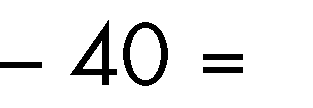 – 40 =